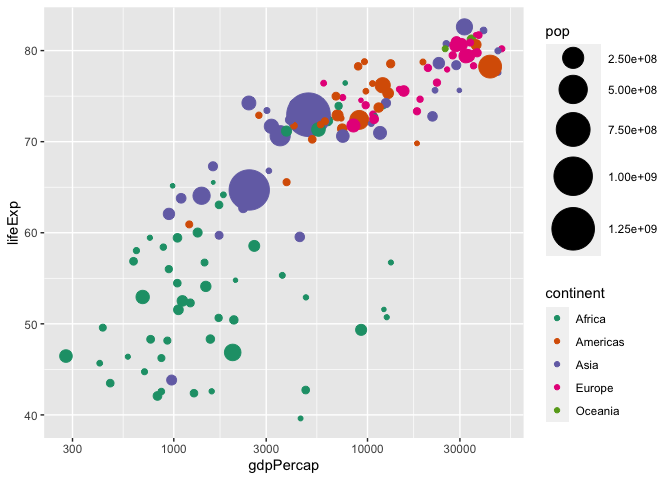 lifeExp
80
70
60
50
40
300 1000 3000 10000 30000
gdpPercap
pop
2.50e+08
5.00e+08
7.50e+08
1.00e+09
1.25e+09
continent
Africa
Americas
Asia
Europe
Oceania